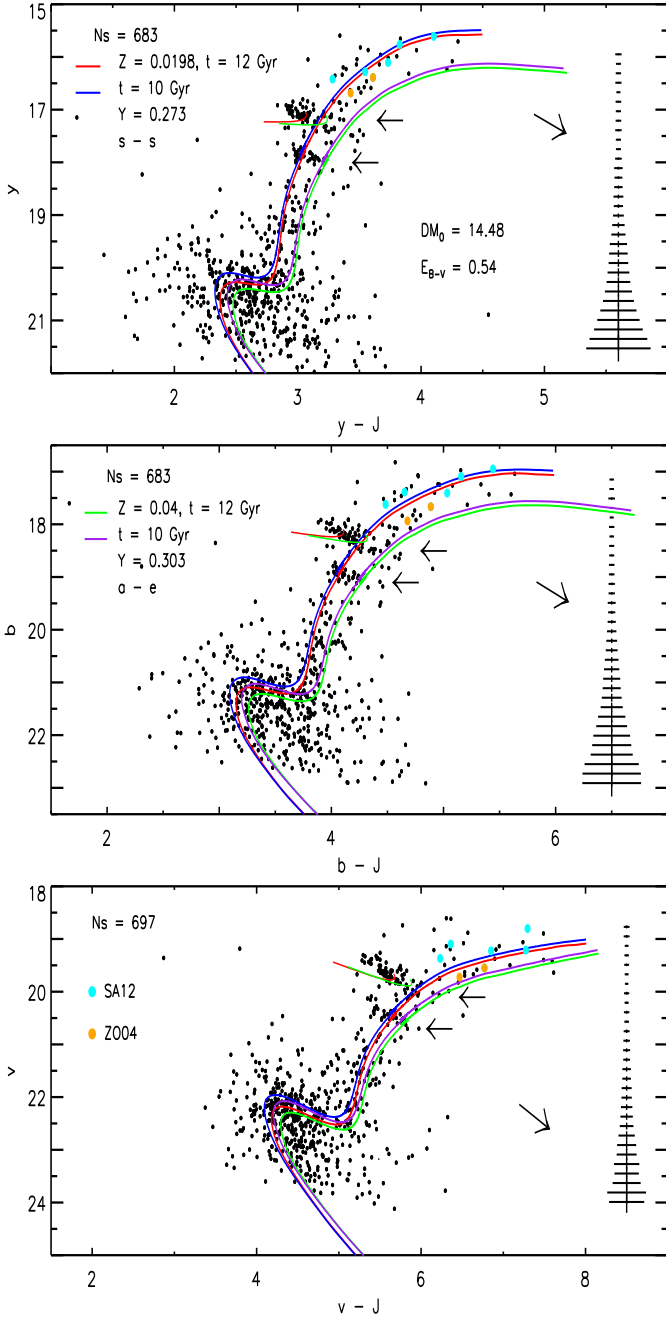 15
17
19
21
y
Ns = 683
Z = 0.0198, t = 12 Gyr
t = 10 Gyr
Y = 0.273
s - s
DM0 = 14.48
EB-V = 0.54
2 3 4 5
y - J
18
20
22
b
Ns = 683
Z = 0.04, t = 12 Gyr
t = 10 Gyr
Y = 0.303
a - e
2 4 6
b - J
18
20
22
24
v
Ns = 697
SA12
ZO04
2 4 6 8
v - J